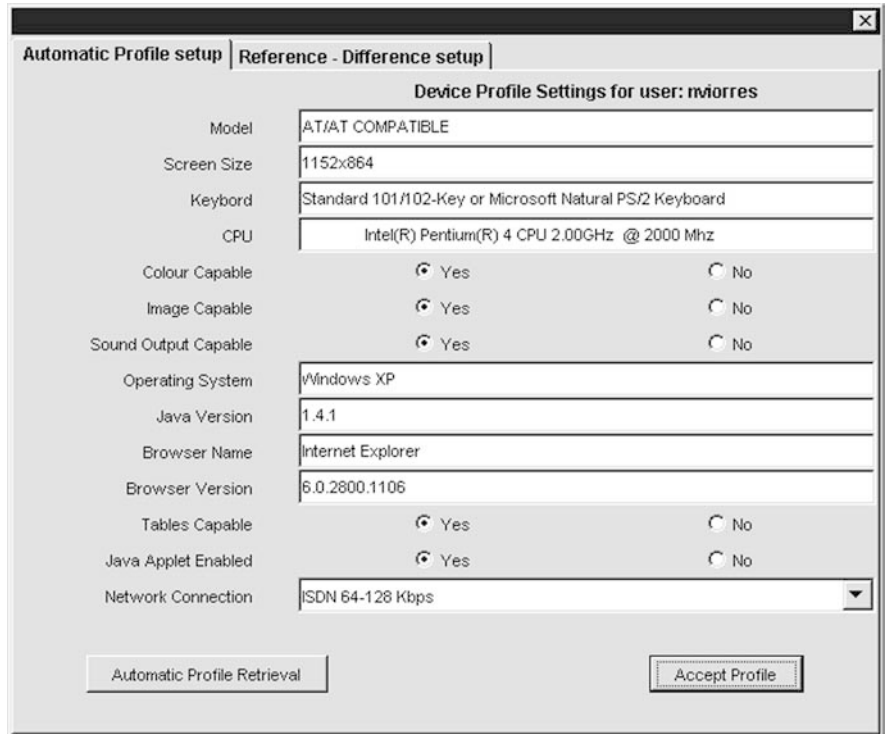 Automatic Profile setup Reference - Difference setup
Device Profile Settings for user: nviorres
Model AT/AT COMPATIBLE
Screen Size 1152x864
Keybord Standard 101/102-Key or Microsoft Natural PS/2 Keyboard
CPU Intel(R) Pentium(R) 4 CPU 2.00GHz @ 2000 Mhz
Colour Capable Yes No
Image Capable Yes No
Sound Output Capable Yes No
Operating System Windows XP
Java Version 1.4.1
Browser Name Internet Explorer
Browser Version 6.0.2800.1106
Tables Capable Yes No
Java Applet Enabled Yes No
Network Connection ISDN 64-128 Kbps
Automatic Profile Retrieval Accept Profile